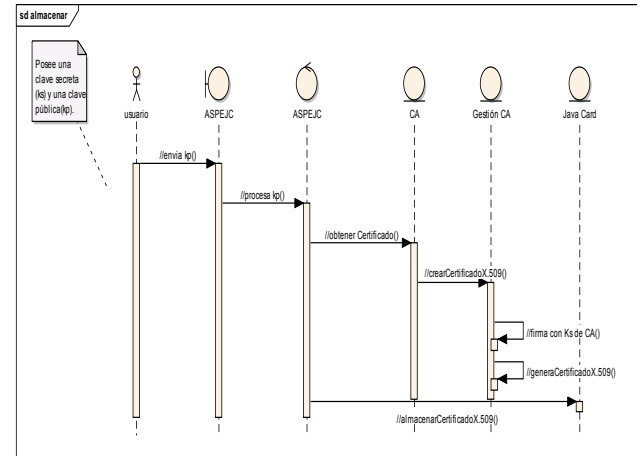 sd almacenar
Posee una
clave secreta
(ks) y una clave
pública(kp).
usuario
ASPEJC
ASPEJC
CA
Gestión CA
Java Card
//envia kp()
//procesa kp()
//obtener Certificado()
//crearCertificadoX.509()
//firma con Ks de CA()
//generaCertificadoX.509()
//almacenarCertificadoX.509()